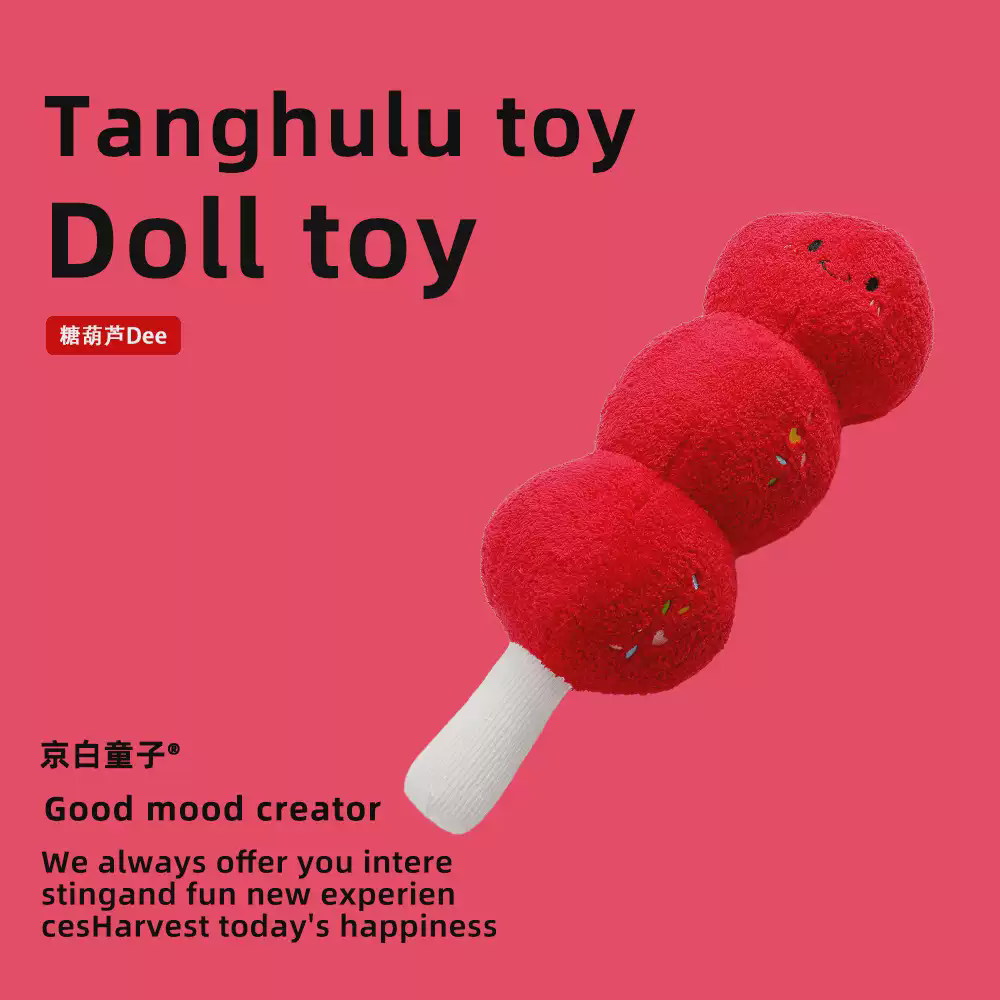 Tanghulu toy
Doll toy
糖葫芦Dee
京白童子®
Good mood creator
We always offer you intere
stingand fun new experien
cesHarvest today's happiness